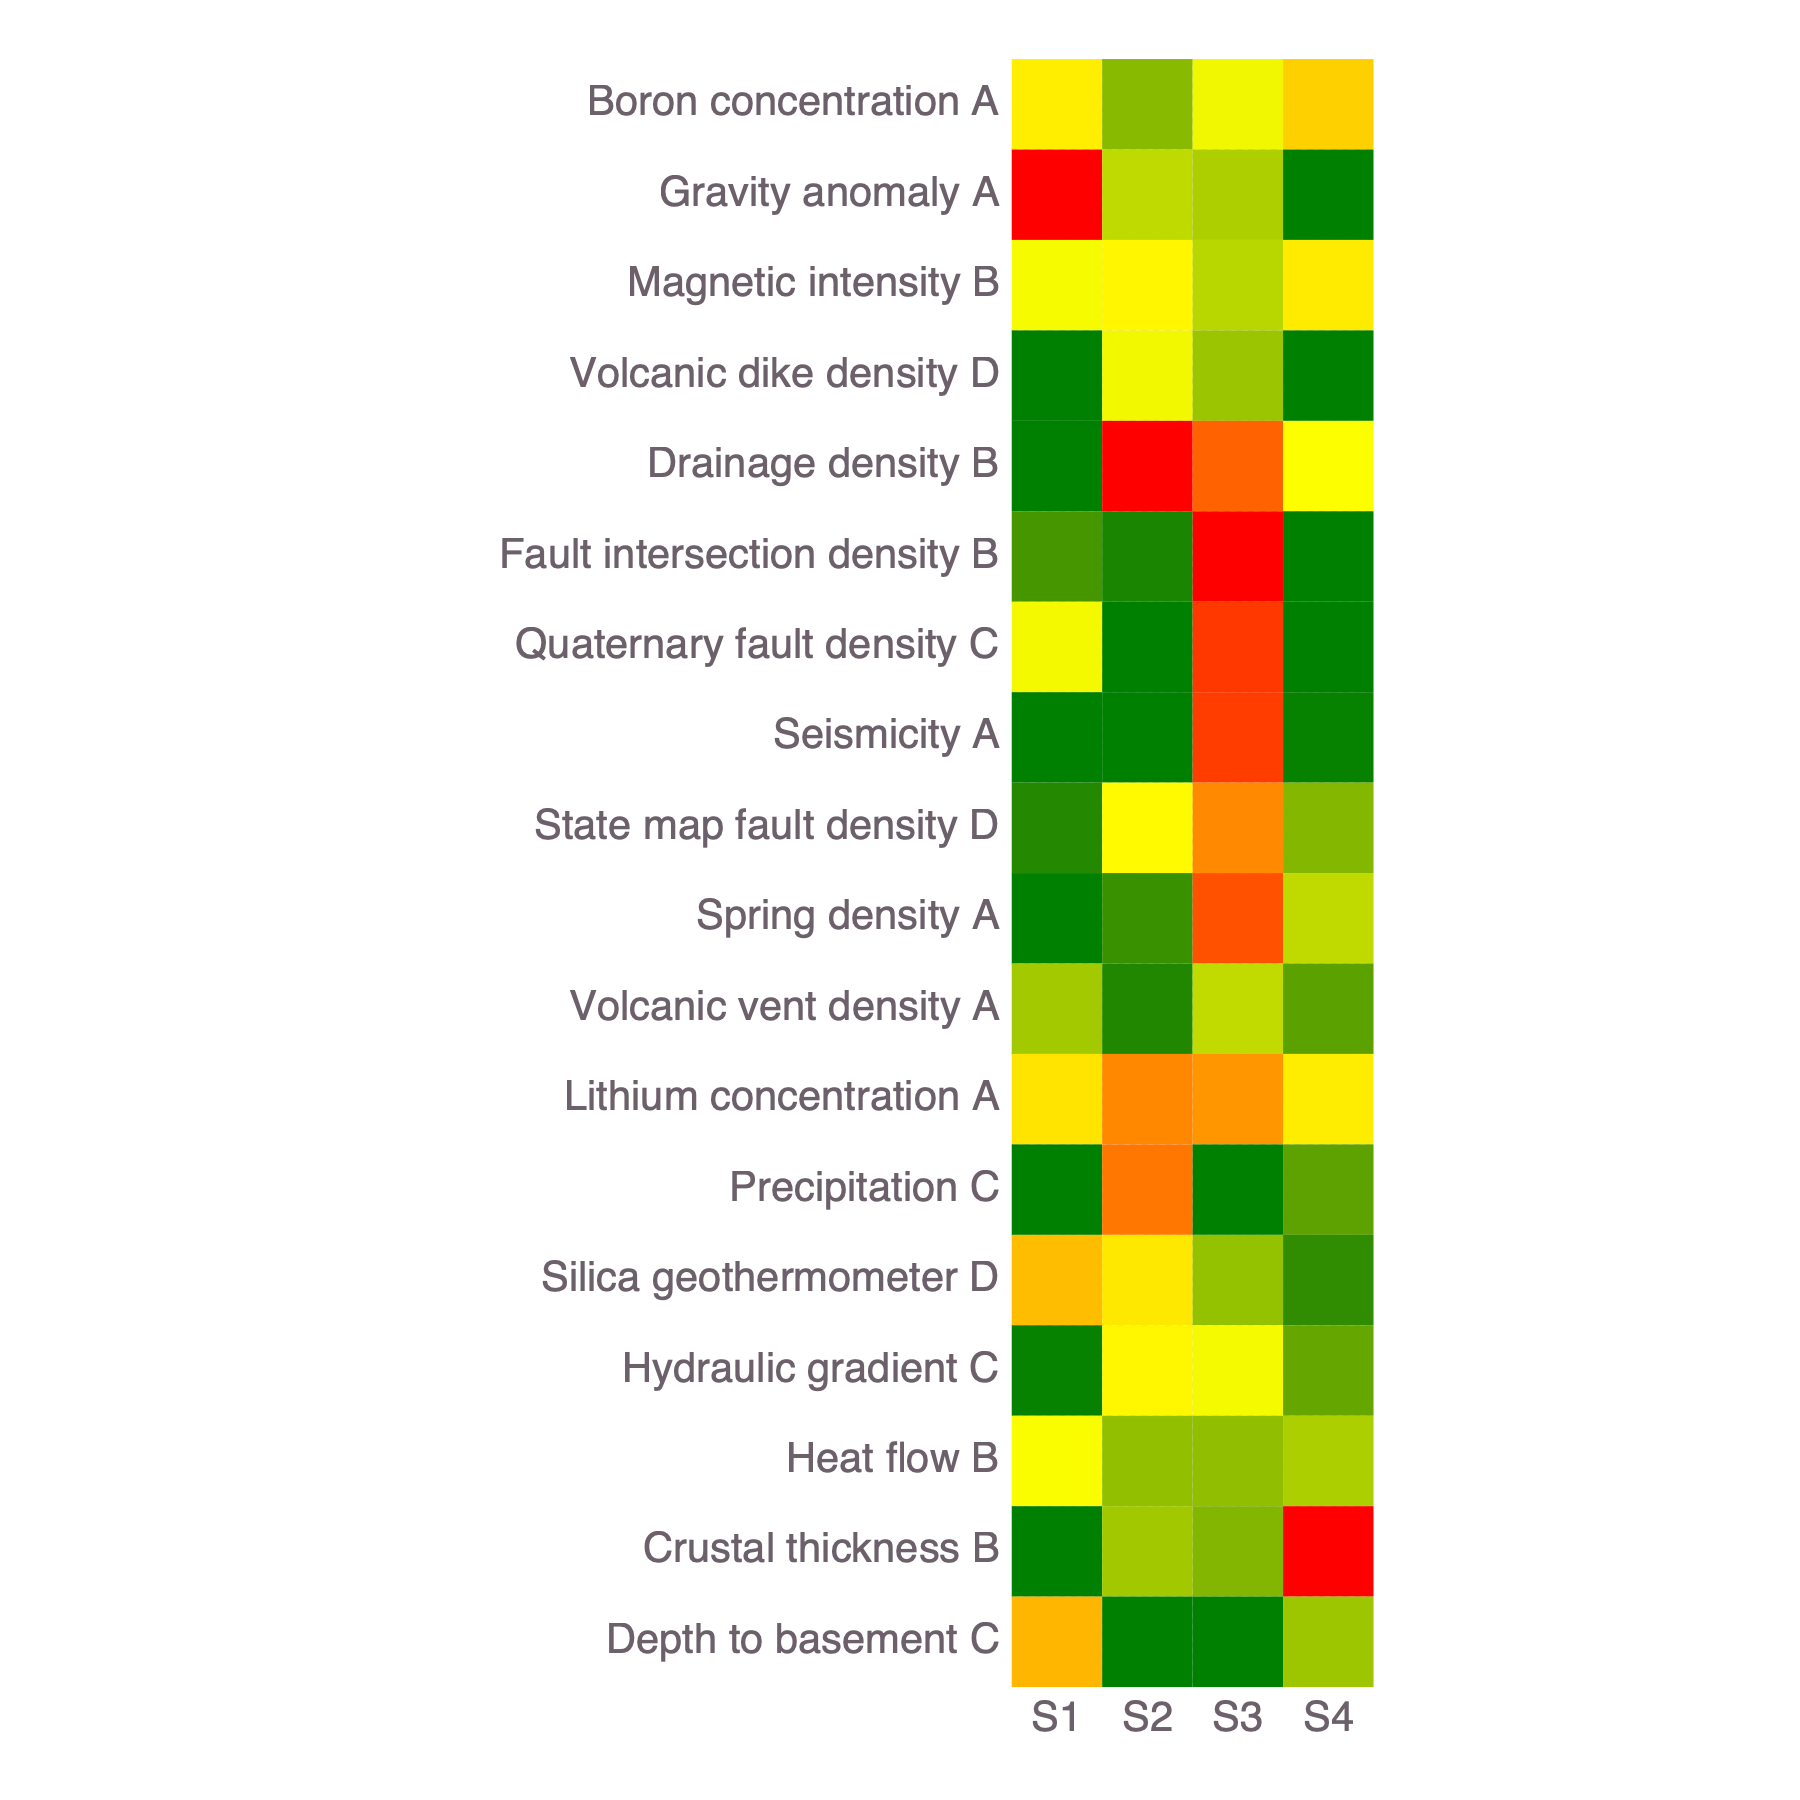 Boron concentration A
Gravity anomaly A
Magnetic intensity B
Volcanic dike density D
Drainage density B
Fault intersection density B
Quaternary fault density C
Seismicity A
State map fault density D
Spring density A
Volcanic vent density A
Lithium concentration A
Precipitation C
Silica geothermometer D
Hydraulic gradient C
Heat flow B
Crustal thickness B
Depth to basement C
S1 S2 S3 S4